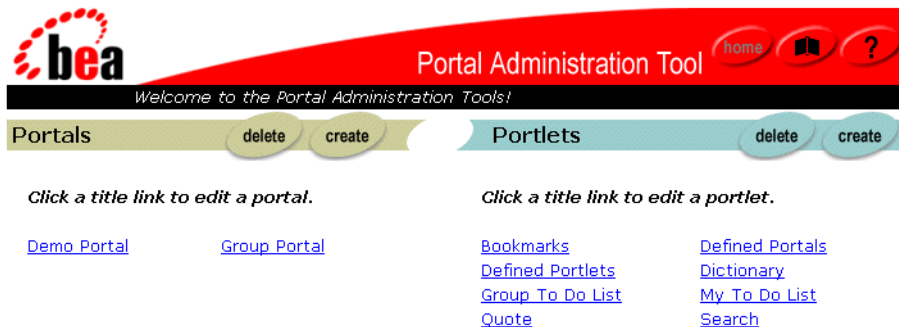 bea
Portal Administration Tool
home
?
Welcome to the Portal Administration Tools!
Portals
delete
create
Portlets
delete
create
Click a title link to edit a portal.
Demo Portal
Group Portal
Click a title link to edit a portlet.
Bookmarks
Defined Portals
Defined Portlets
Dictionary
Group To Do List
My To Do List
Quote
Search